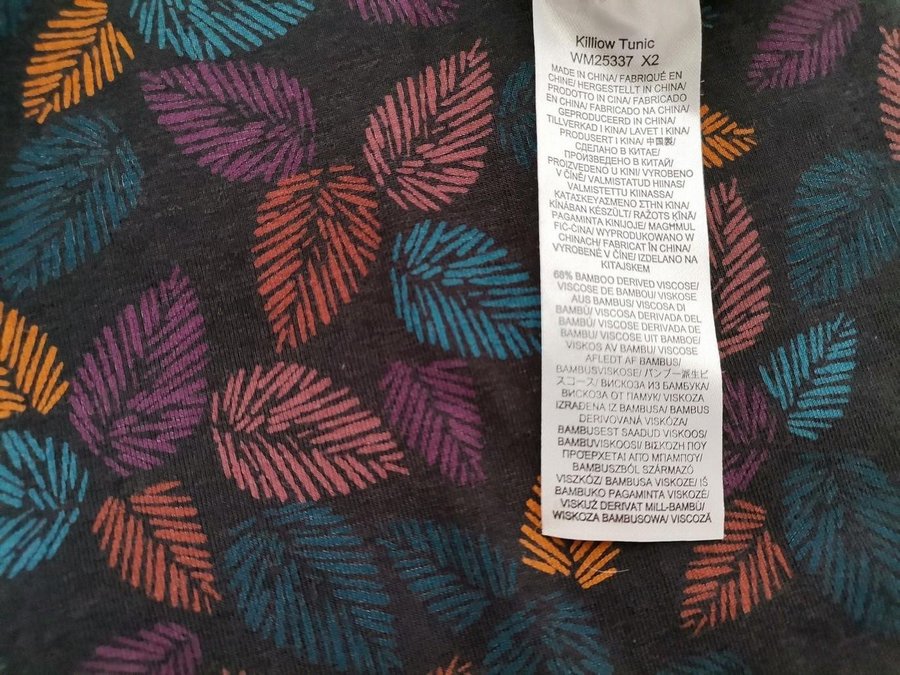 Killiow Tunic
WM25337 X2
MADE IN CHINA/ FABRIQUÉ EN
CHINE/ HERGESTELLT IN CHINA/
PRODOTTO IN CINA/ FABRICADO
EN CHINA/ FABRICADO NA CHINA/
GEPRODUCEERD IN CHINA/
TILLVERKAD I KINA/ LAVET I KINA/
PRODUSERT I KINA/ 中国製/
СДЕЛАНО В КИТАЕ/
ПРОИЗВЕДЕНО В КИТАЙ/
PROIZVEDENO U KINI/ VYROBENO
V ČÍNĚ/ VALMISTATUD HIINAS/
VALMISTETTU KIINASSA/
ΚΑΤΑΣΚΕΥΑΣΜΕΝΟ ΣΤΗΝ ΚΙΝΑ/
KÍNÁBAN KÉSZÜLT/ RAŽOTS ĶĪNĀ/
PAGAMINTA KINIJOJE/ MAGHMUL
FIĊ-ĊINA/ WYPRODUKOWANO W
CHINACH/ FABRICAT ÎN CHINA/
VYROBENÉ V ČÍNE/ IZDELANO NA
KITAJSKEM
68% BAMBOO DERIVED VISCOSE/
VISCOSE DE BAMBOU/ VISKOSE
AUS BAMBUS/ VISCOSA DI
BAMBÙ/ VISCOSA DERIVADA DEL
BAMBÚ/ VISCOSE DERIVADA DE
BAMBU/ VISCOSE UIT BAMBOE/
VISKOS AV BAMBU/ VISCOSE
AFLEDT AF BAMBUS/
BAMBUSVISKOSE/ バンブー派生ビ
スコース/ ВИСКОЗА ИЗ БАМБУКА/
ВИСКОЗА ОТ ПАМУК/ VISKOZA
IZRAĐENA IZ BAMBUSA/ BAMBUS
DERIVOVANÁ VISKÓZA/
BAMBUSEST SAADUD VISKOOS/
BAMBUVISKOOSI/ ΒΙΣΚΟΖΗ ΠΟΥ
ΠΡΟΈΡΧΕΤΑΙ ΑΠΟ ΜΠΑΜΠΟΥ/
BAMBUSZBÓL SZÁRMAZÓ
VISZKÓZ/ BAMBUSA VISKOZE/ IŠ
BAMBUKO PAGAMINTA VISKOZĖ/
VISKUŻ DERIVAT MILL-BAMBÙ/
WISKOZA BAMBUSOWA/ VISCOZĂ